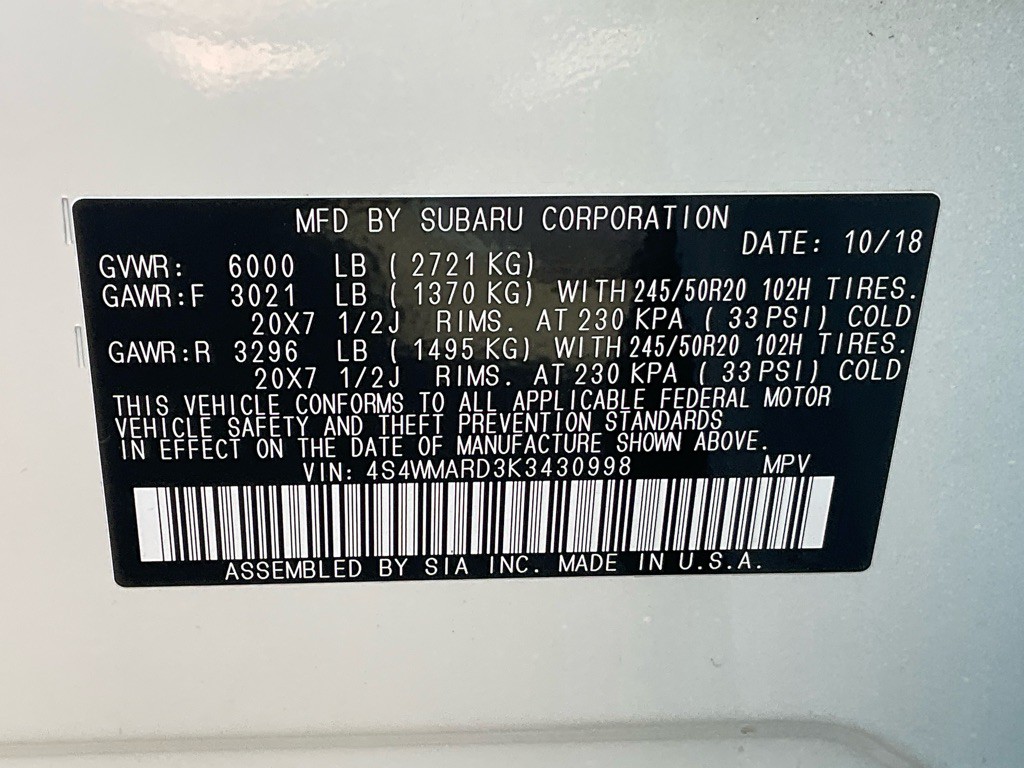 MFD BY SUBARU CORPORATION
DATE: 10/18
GVWR: 6000 LB ( 2721 KG)
GAWR:F 3021 LB ( 1370 KG) WITH 245/50R20 102H TIRES.
20X7 1/2J RIMS. AT 230 KPA ( 33 PSI) COLD
GAWR:R 3296 LB ( 1495 KG) WITH 245/50R20 102H TIRES.
20X7 1/2J RIMS. AT 230 KPA ( 33 PSI) COLD
THIS VEHICLE CONFORMS TO ALL APPLICABLE FEDERAL MOTOR
VEHICLE SAFETY AND THEFT PREVENTION STANDARDS
IN EFFECT ON THE DATE OF MANUFACTURE SHOWN ABOVE.
VIN: 4S4WMARD3K3430998 MPV
ASSEMBLED BY SIA INC. MADE IN U.S.A.